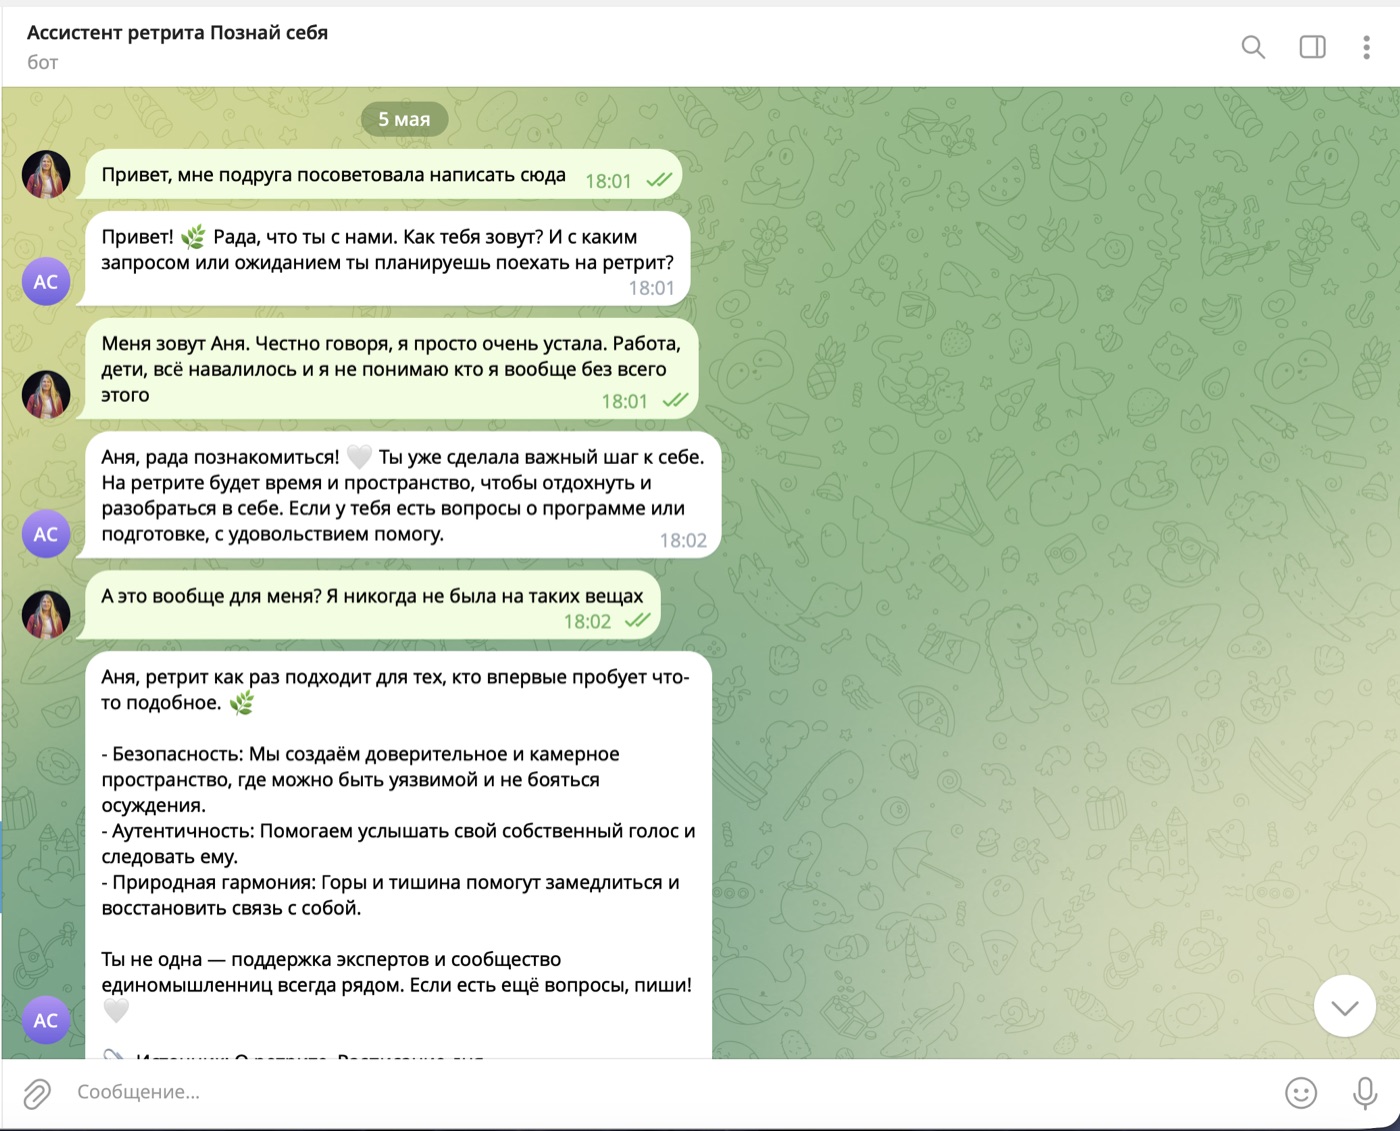 Ассистент ретрита Познай себя
бот
5 мая
Привет, мне подруга посоветовала написать сюда 18:01
Привет! 🌿 Рада, что ты с нами. Как тебя зовут? И с каким
запросом или ожиданием ты планируешь поехать на ретрит?
18:01
АС
Меня зовут Аня. Честно говоря, я просто очень устала. Работа,
дети, всё навалилось и я не понимаю кто я вообще без всего
этого 18:01
Аня, рада познакомиться! 🤍 Ты уже сделала важный шаг к себе.
На ретрите будет время и пространство, чтобы отдохнуть и
разобраться в себе. Если у тебя есть вопросы о программе или
подготовке, с удовольствием помогу. 18:02
АС
А это вообще для меня? Я никогда не была на таких вещах
18:02
Аня, ретрит как раз подходит для тех, кто впервые пробует что-
то подобное. 🌿
- Безопасность: Мы создаём доверительное и камерное
пространство, где можно быть уязвимой и не бояться
осуждения.
- Аутентичность: Помогаем услышать свой собственный голос и
следовать ему.
- Природная гармония: Горы и тишина помогут замедлиться и
восстановить связь с собой.
Ты не одна — поддержка экспертов и сообщество
единомышленниц всегда рядом. Если есть ещё вопросы, пиши!
🤍
АС
Сообщение...